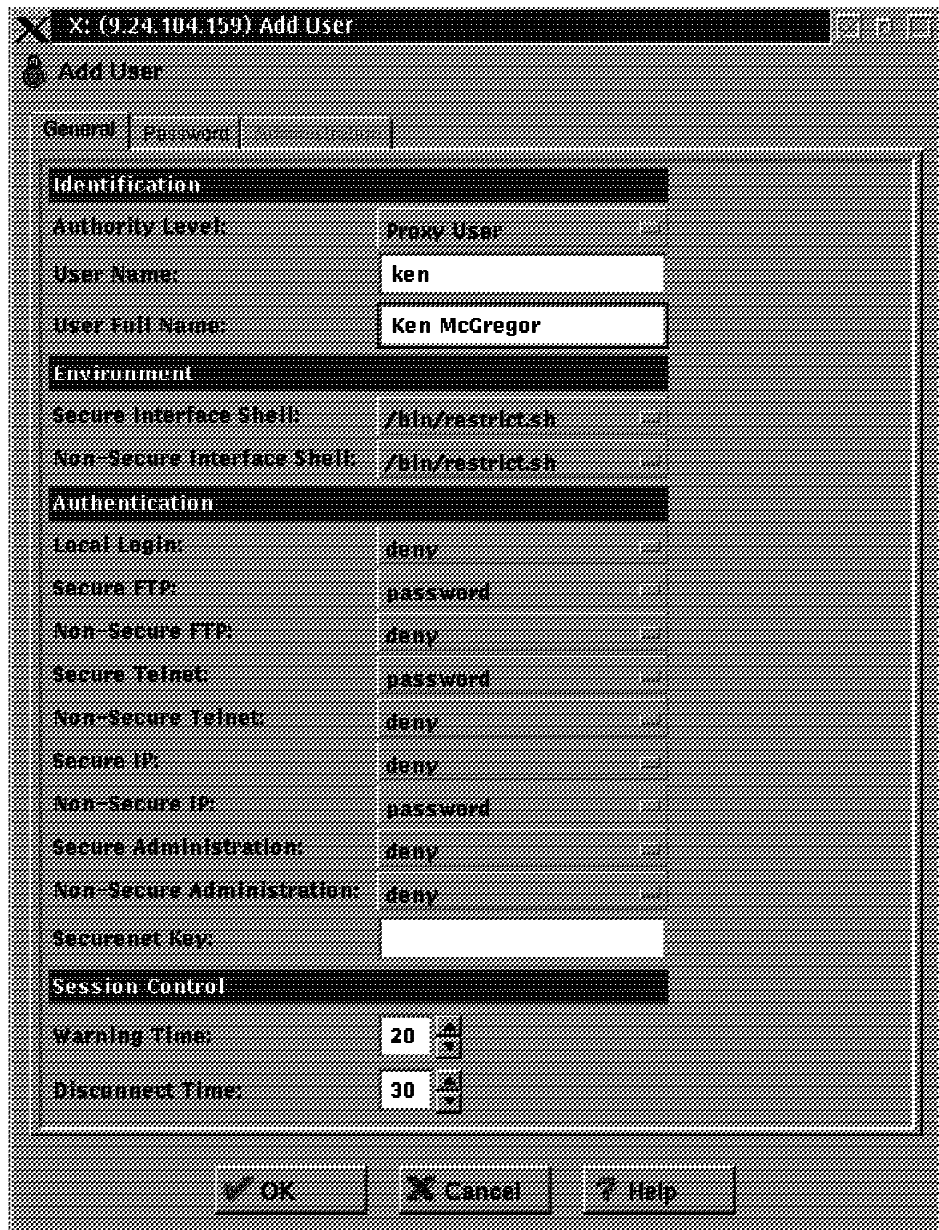 X: (9.24.104.159) Add User
Add User
General Password Administration
Identification
Authority Level: Proxy User
User Name: ken
User Full Name: Ken McGregor
Environment
Secure Interface Shell: /bin/restrict.sh
Non-Secure Interface Shell: /bin/restrict.sh
Authentication
Local Login: deny
Secure FTP: password
Non-Secure FTP: deny
Secure Telnet: password
Non-Secure Telnet: deny
Secure IP: deny
Non-Secure IP: password
Secure Administration: deny
Non-Secure Administration: deny
Securenet Key:
Session Control
Warning Time: 20
Disconnect Time: 30
OK Cancel Help